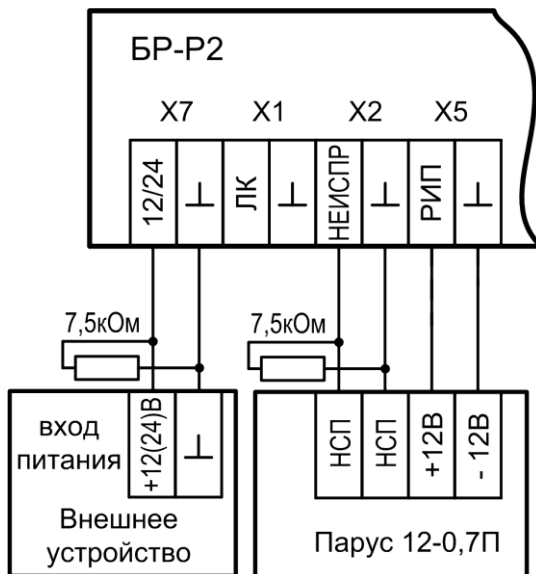 БР-Р2
X7 X1 X2 X5
12/24 ⊥ ЛК ⊥ НЕИСПР ⊥ РИП ⊥
7,5кОм 7,5кОм
вход
питания
+12(24)В ⊥
Внешнее
устройство
НСП НСП +12В - 12В
Парус 12-0,7П